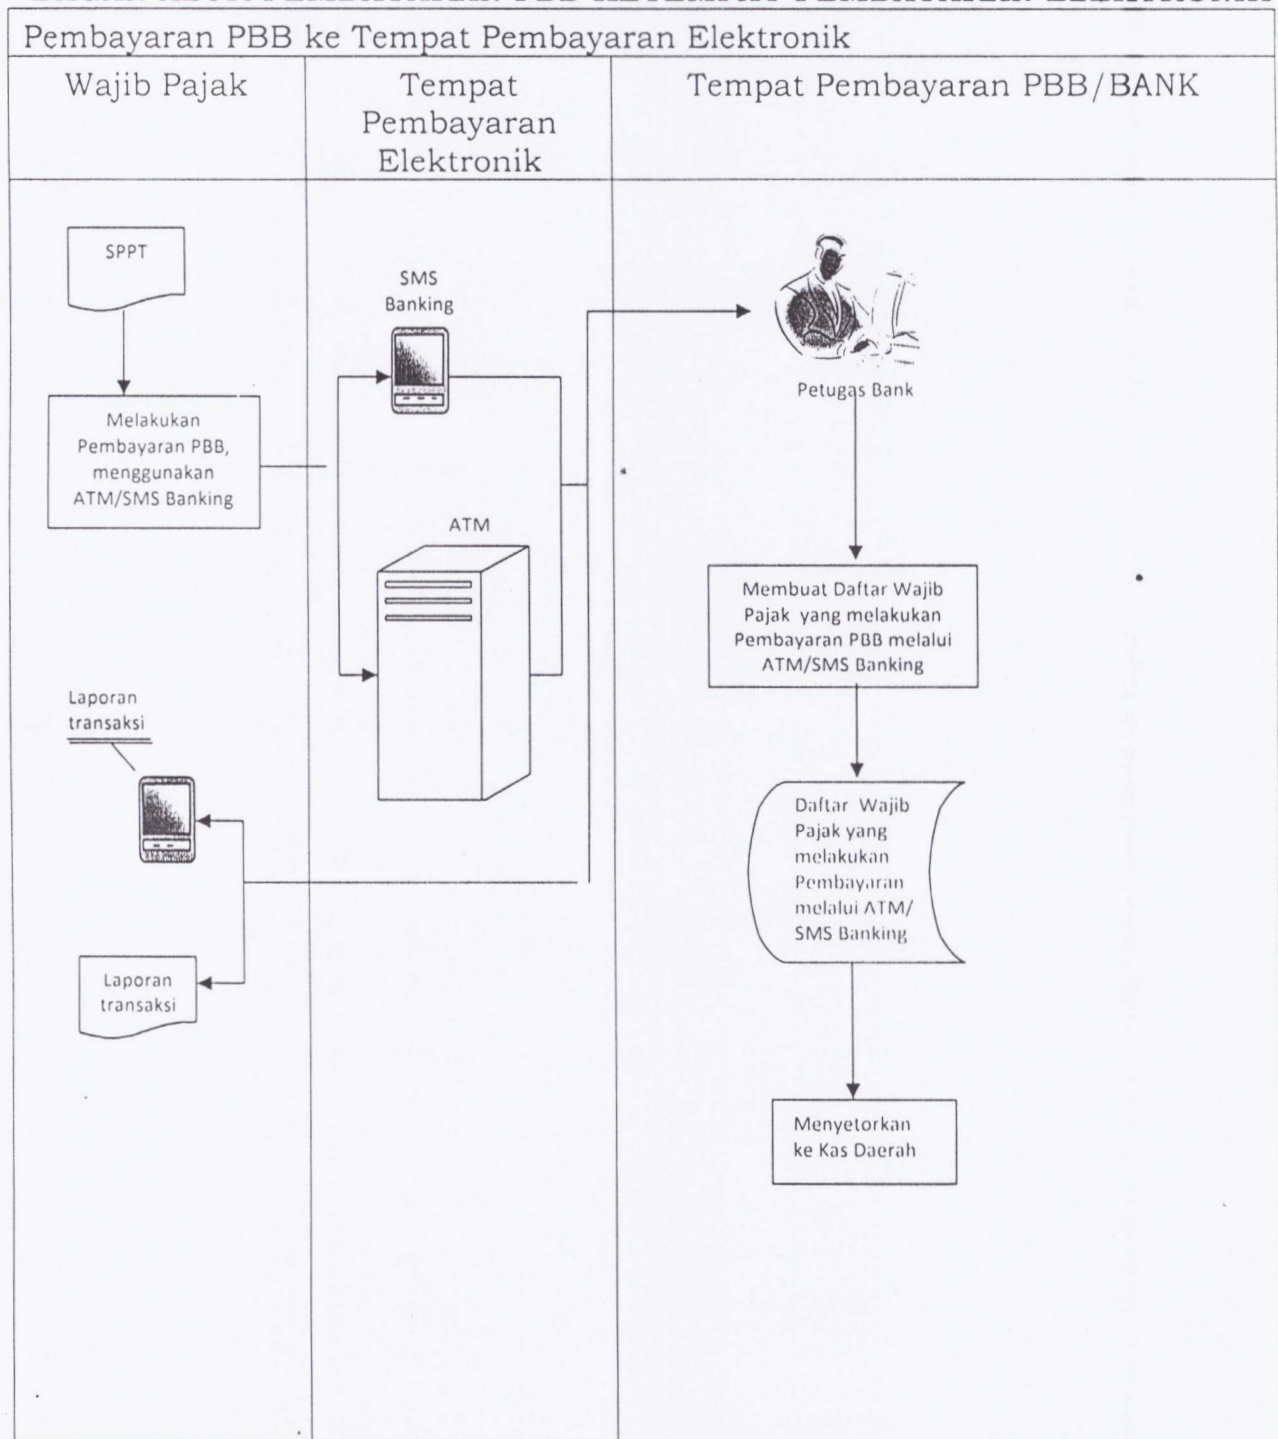 Pembayaran PBB ke Tempat Pembayaran Elektronik
Wajib Pajak
Tempat
Pembayaran
Elektronik
Tempat Pembayaran PBB/BANK
SPPT
Melakukan
Pembayaran PBB,
menggunakan
ATM/SMS Banking
SMS
Banking
ATM
Petugas Bank
Membuat Daftar Wajib
Pajak yang melakukan
Pembayaran PBB melalui
ATM/SMS Banking
Laporan
transaksi
Daftar Wajib
Pajak yang
melakukan
Pembayaran
melalui ATM/
SMS Banking
Laporan
transaksi
Menyetorkan
ke Kas Daerah